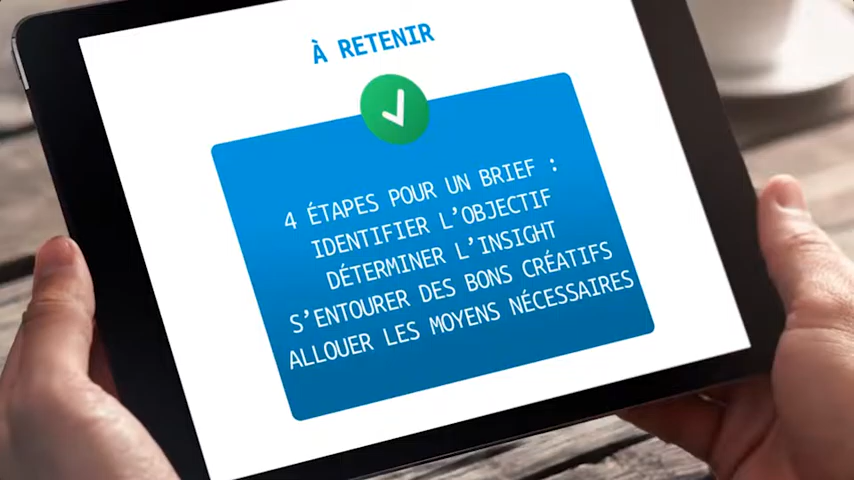 À RETENIR
4 ÉTAPES POUR UN BRIEF :
IDENTIFIER L’OBJECTIF
DÉTERMINER L’INSIGHT
S’ENTOURER DES BONS CRÉATIFS
ALLOUER LES MOYENS NÉCESSAIRES